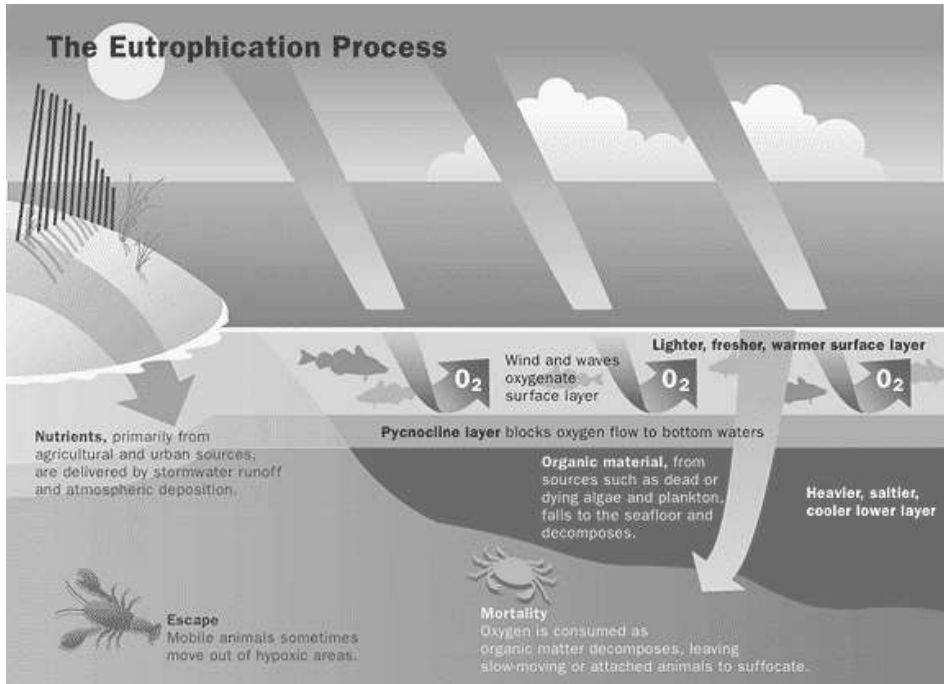 The Eutrophication Process
Lighter, fresher, warmer surface layer
Wind and waves
oxygenate
surface layer
O2
O2
O2
Pycnocline layer blocks oxygen flow to bottom waters
Nutrients, primarily from
agricultural and urban sources,
are delivered by stormwater runoff
and atmospheric deposition.
Organic material, from
sources such as dead or
dying algae and plankton,
falls to the seafloor and
decomposes.
Heavier, saltier,
cooler lower layer
Escape
Mobile animals sometimes
move out of hypoxic areas.
Mortality
Oxygen is consumed as
organic matter decomposes, leaving
slow-moving or attached animals to suffocate.